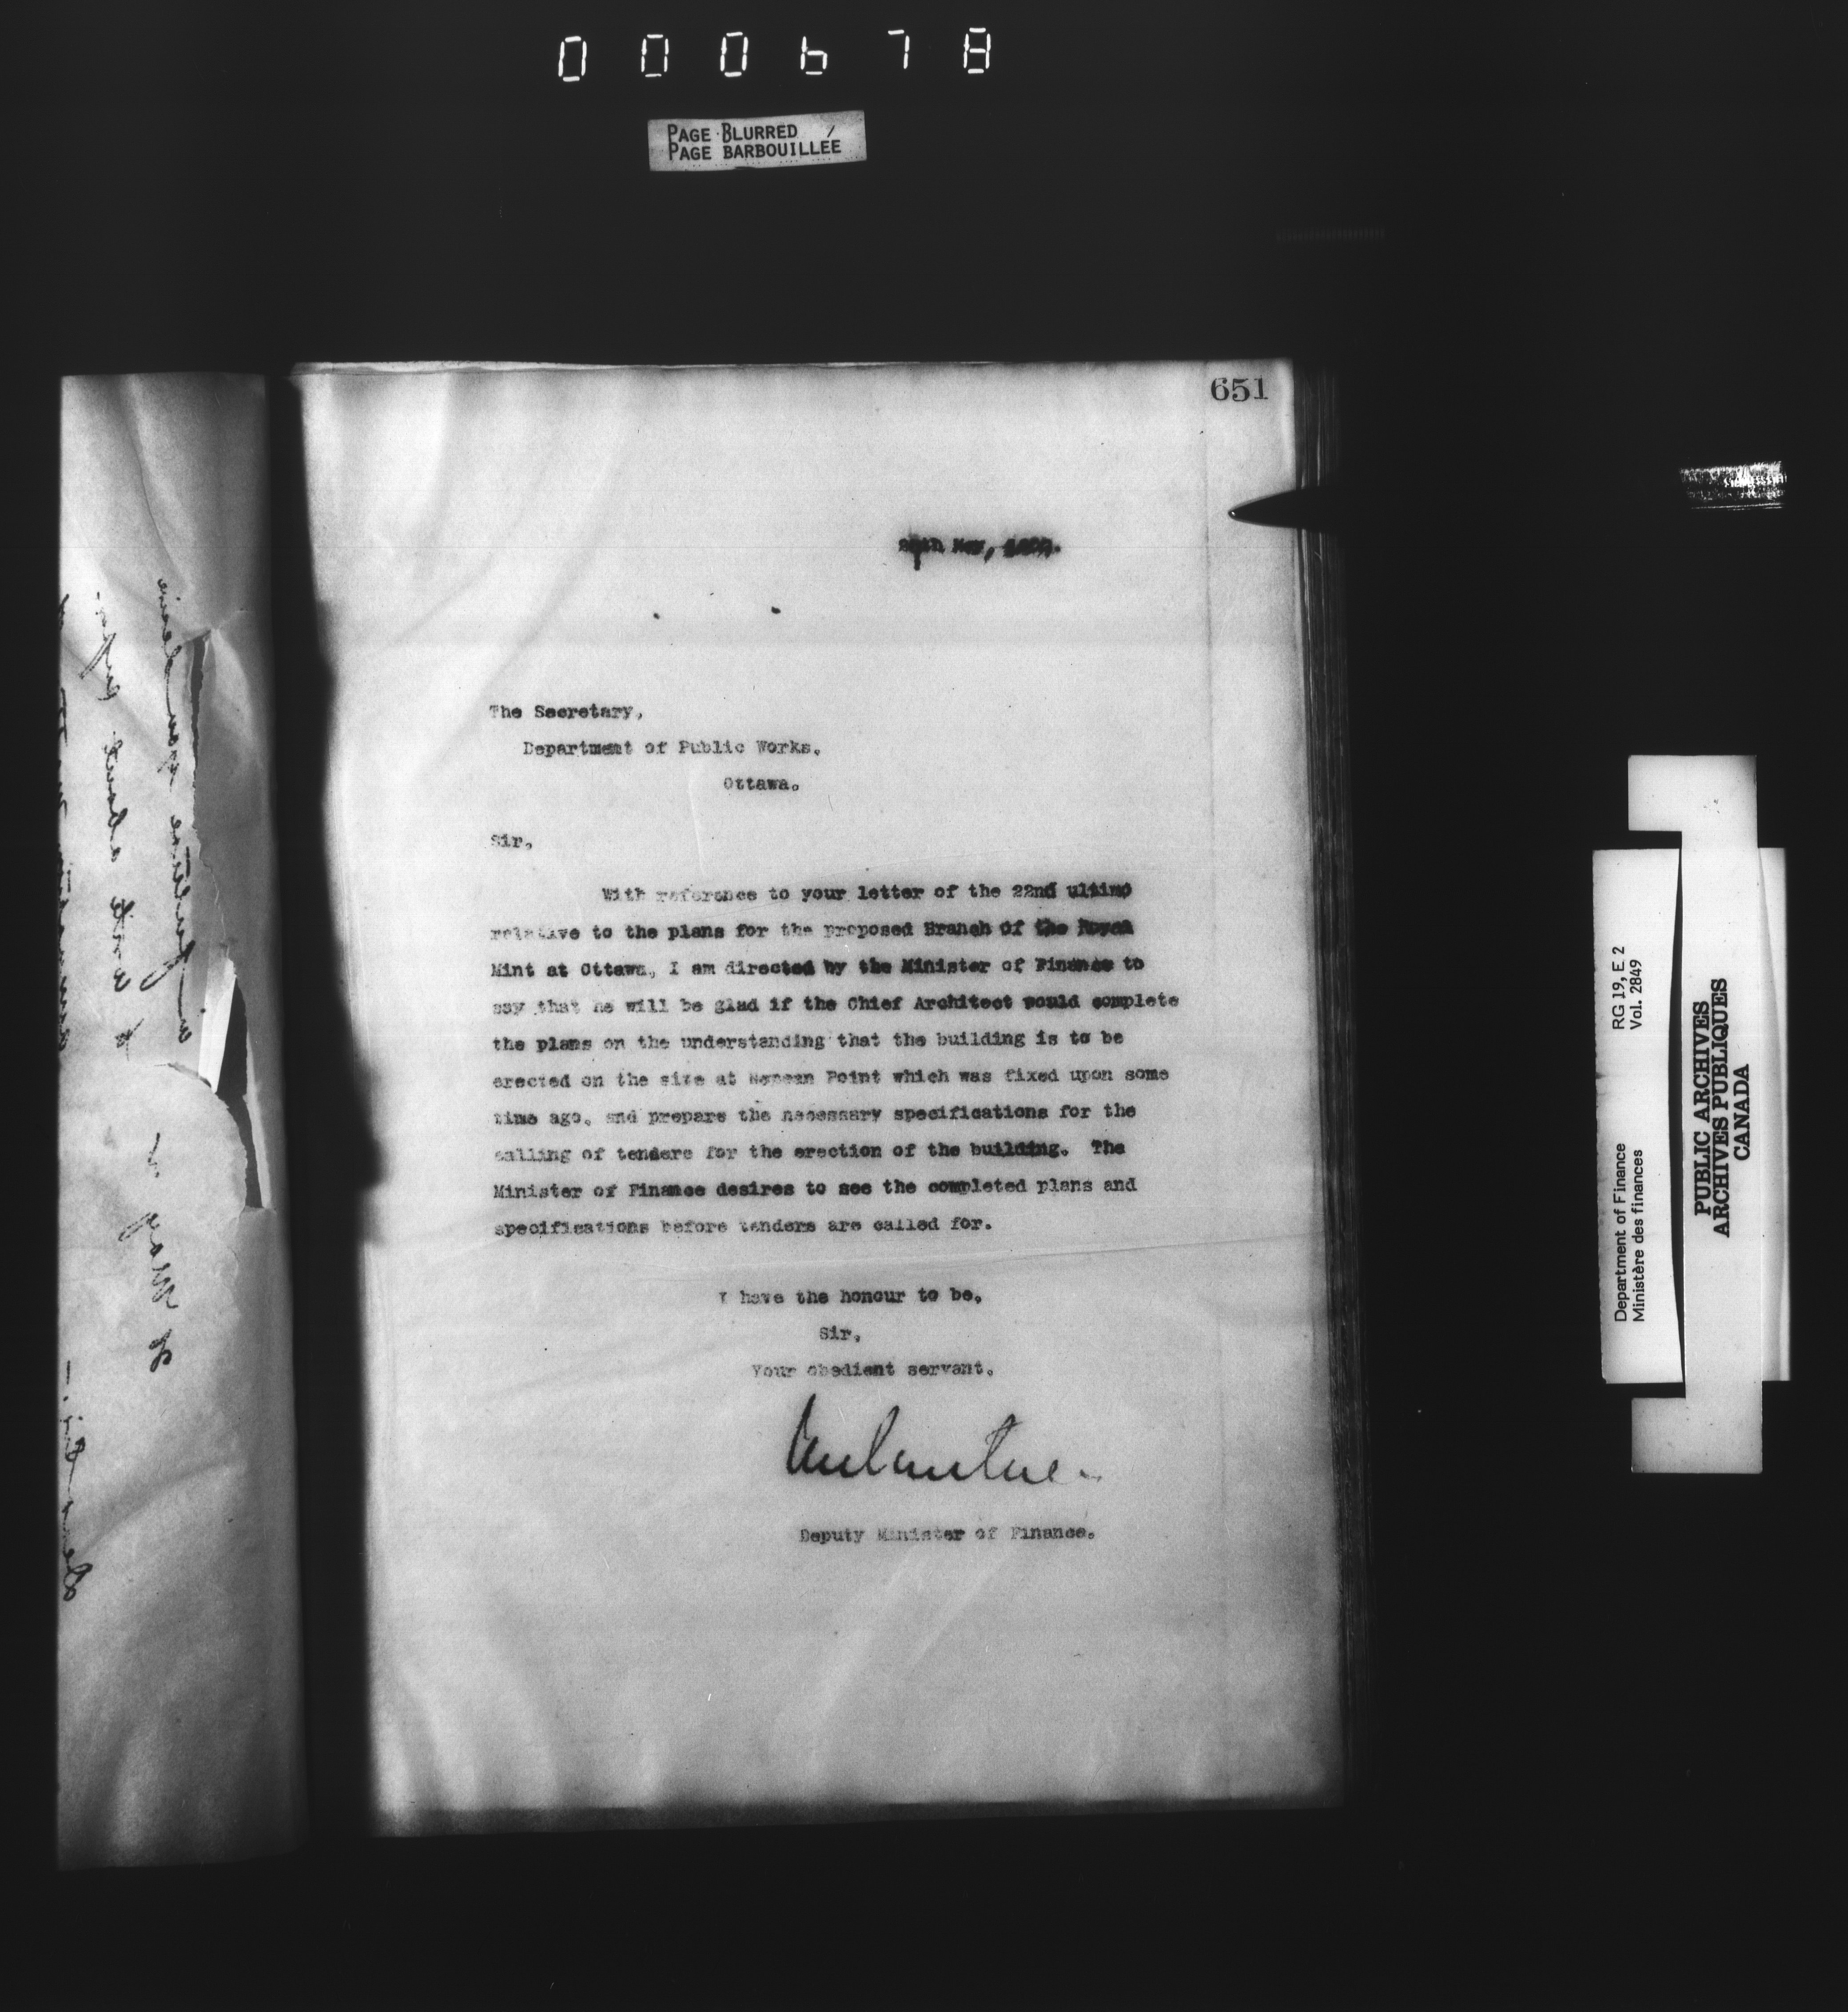 000678
PAGE BLURRED
PAGE BARBOUILLÉE
651
May,
The Secretary,
Department of Public Works.
Ottawa.
Sir,
With reference to your letter of the 22nd ultimo
relative to the plans for the proposed Branch of the Royal
Mint at Ottawa, I am directed by the Minister of Finance to
say that he will be glad if the Chief Architect would complete
the plans on the understanding that the building is to be
erected on the site at Nepean Point which was fixed upon some
time ago, and prepare the necessary specifications for the
calling of tenders for the erection of the building. The
Minister of Finance desires to see the completed plans and
specifications before tenders are called for.
I have the honour to be,
Sir,
Your obedient servant.
Deputy Minister of Finance.
Department of Finance RG 19, E 2
Ministère des finances Vol. 2849
PUBLIC ARCHIVES
ARCHIVES PUBLIQUES
CANADA